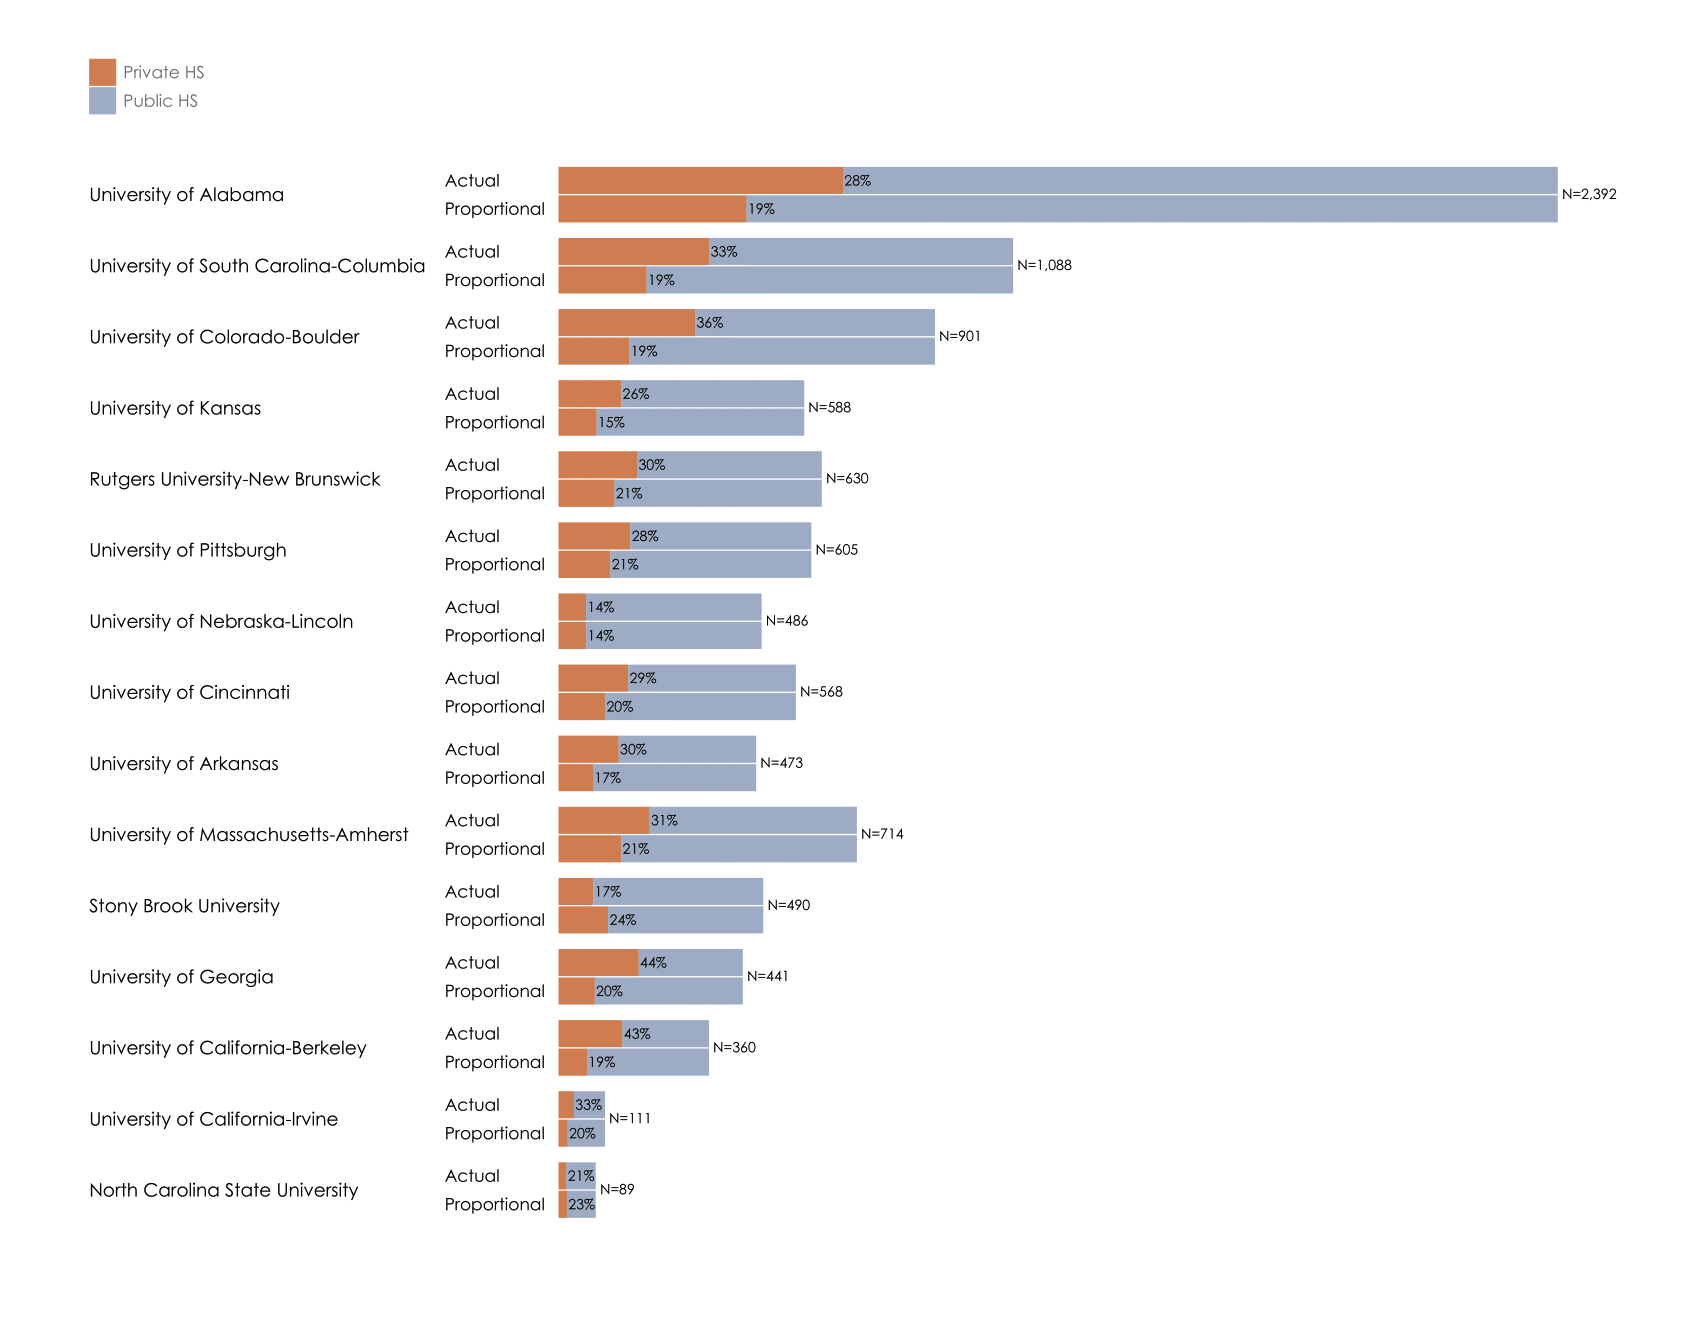 Private HS
Public HS
University of Alabama
Actual
28%
Proportional
19%
N=2,392
University of South Carolina-Columbia
Actual
33%
Proportional
19%
N=1,088
University of Colorado-Boulder
Actual
36%
Proportional
19%
N=901
University of Kansas
Actual
26%
Proportional
15%
N=588
Rutgers University-New Brunswick
Actual
30%
Proportional
21%
N=630
University of Pittsburgh
Actual
28%
Proportional
21%
N=605
University of Nebraska-Lincoln
Actual
14%
Proportional
14%
N=486
University of Cincinnati
Actual
29%
Proportional
20%
N=568
University of Arkansas
Actual
30%
Proportional
17%
N=473
University of Massachusetts-Amherst
Actual
31%
Proportional
21%
N=714
Stony Brook University
Actual
17%
Proportional
24%
N=490
University of Georgia
Actual
44%
Proportional
20%
N=441
University of California-Berkeley
Actual
43%
Proportional
19%
N=360
University of California-Irvine
Actual
33%
Proportional
20%
N=111
North Carolina State University
Actual
21%
Proportional
23%
N=89